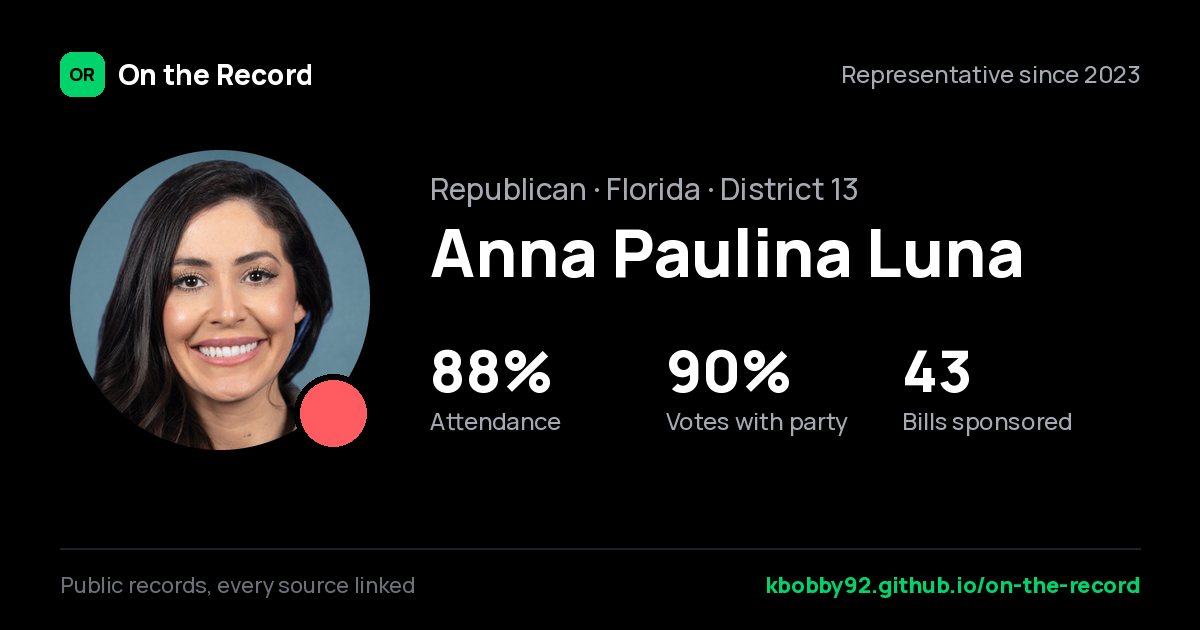 OR On the Record
Representative since 2023
Republican · Florida · District 13
Anna Paulina Luna
88% 90% 43
Attendance Votes with party Bills sponsored
Public records, every source linked
kbobby92.github.io/on-the-record